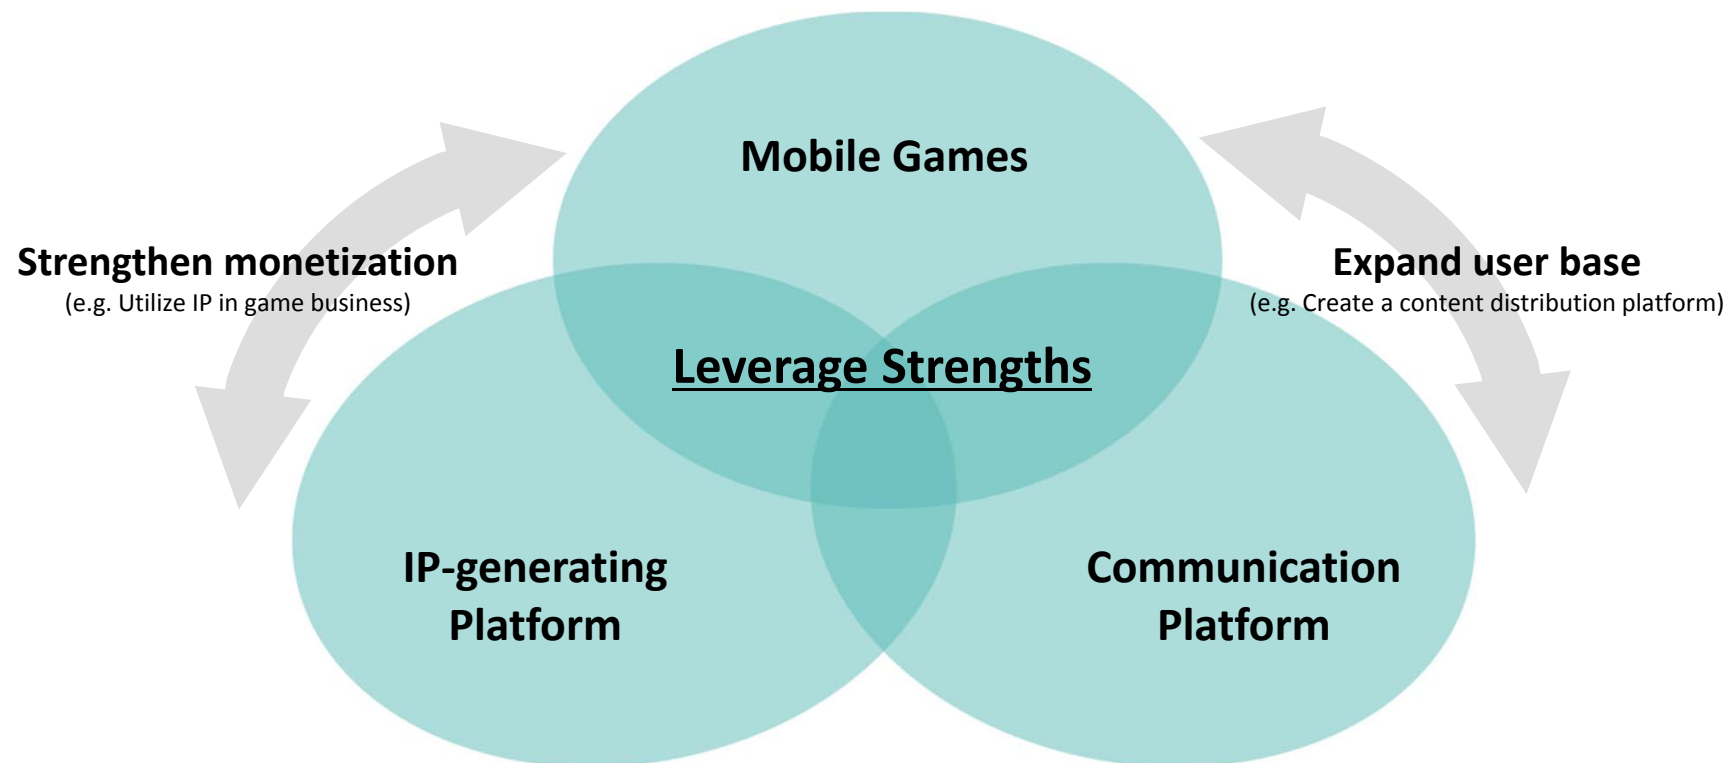 Mobile Games
Strengthen monetization
(e.g. Utilize IP in game business)
Expand user base
(e.g. Create a content distribution platform)
Leverage Strengths
IP-generating
Platform
Communication
Platform